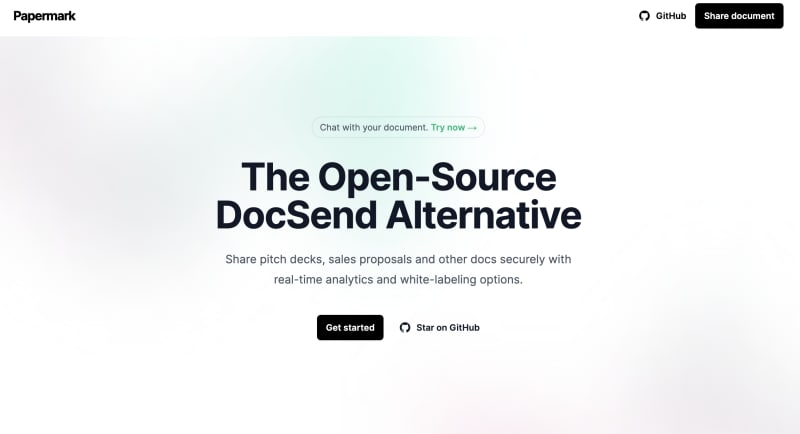 Papermark
GitHub
Share document
Chat with your document. Try now →
The Open-Source
DocSend Alternative
Share pitch decks, sales proposals and other docs securely with
real-time analytics and white-labeling options.
Get started
Star on GitHub